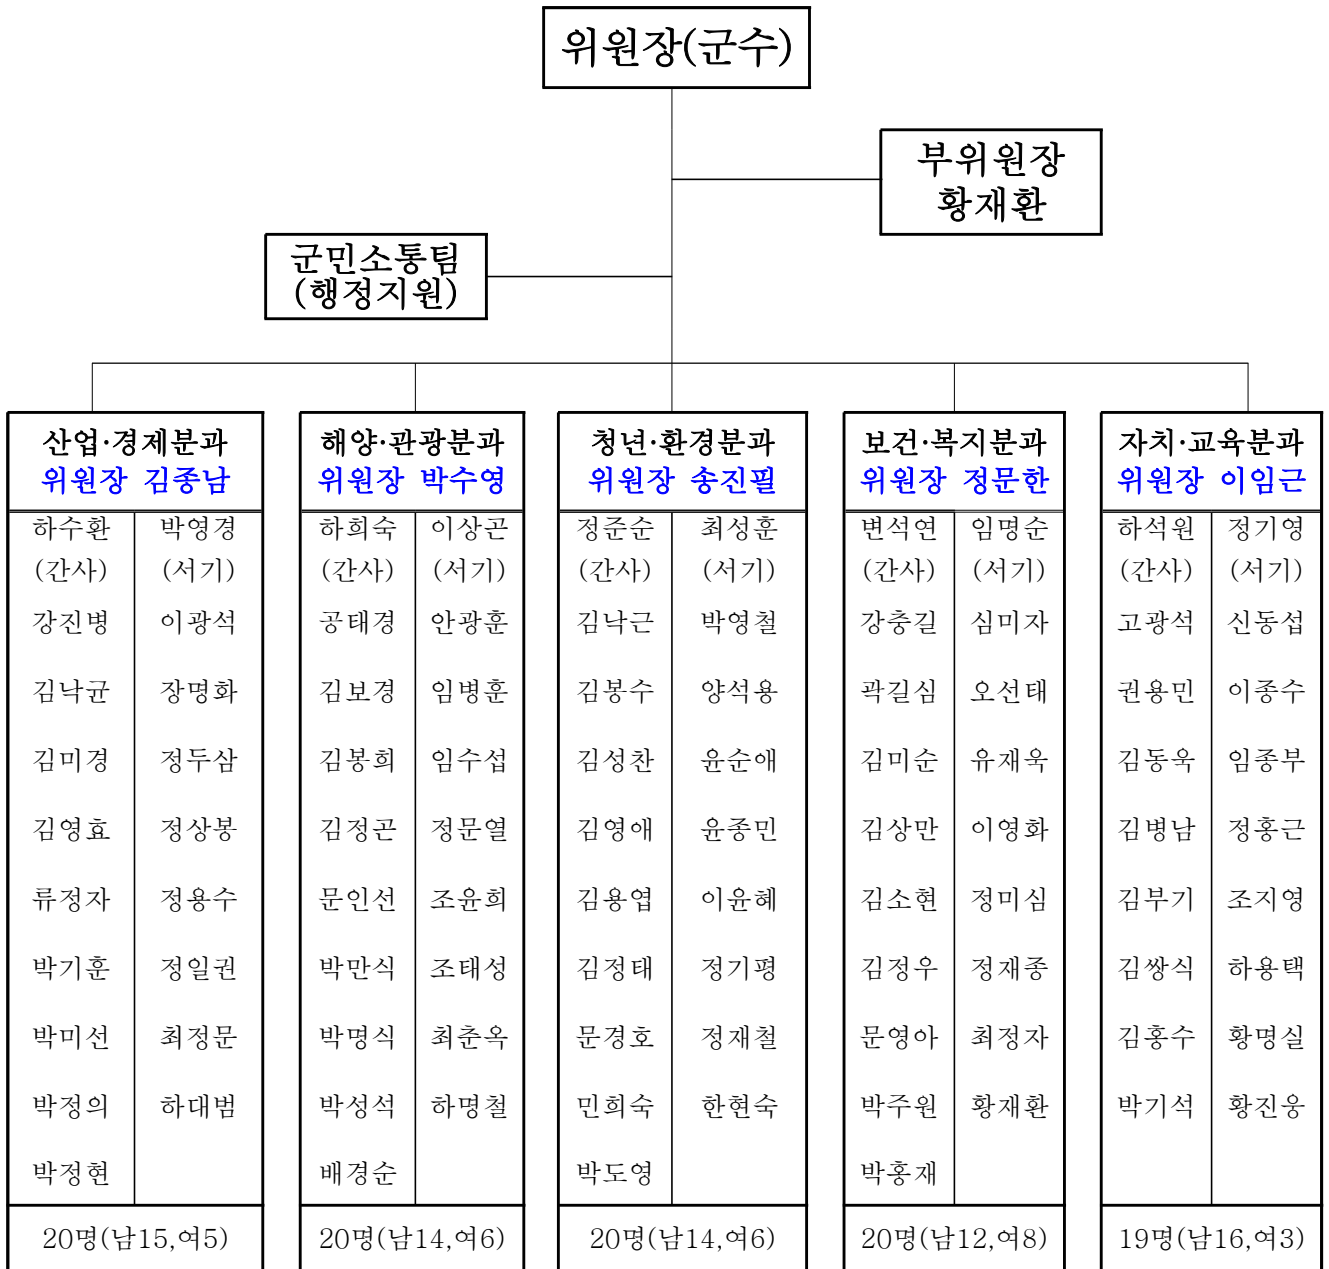 위원장(군수)
부위원장
황재환
군민소통팀
(행정지원)
산업·경제분과 해양·관광분과 청년·환경분과 보건·복지분과 자치·교육분과
위원장 김종남 위원장 박수영 위원장 송진필 위원장 정문한 위원장 이임근
하수환 박영경 하희숙 이상곤 정준순 최성훈 변석연 임명순 하석원 정기영
(간사) (서기) (간사) (서기) (간사) (서기) (간사) (서기) (간사) (서기)
강진병 이광석 공태경 안광훈 김낙근 박영철 강충길 심미자 고광석 신동섭
김낙균 장명화 김보경 임병훈 김봉수 양석용 곽길심 오선태 권용민 이종수
김미경 정두삼 김봉희 임수섭 김성찬 윤순애 김미순 유재욱 김동욱 임종부
김영효 정상봉 김정곤 정문열 김영애 윤종민 김상만 이영화 김병남 정홍근
류정자 정용수 문인선 조윤희 김용엽 이윤혜 김소현 정미심 김부기 조지영
박기훈 정일권 박만식 조태성 김정태 정기평 김정우 정재종 김쌍식 하용택
박미선 최정문 박명식 최춘옥 문경호 정재철 문영아 최정자 김홍수 황명실
박정의 하대범 박성석 하명철 민희숙 한현숙 박주원 황재환 박기석 황진웅
박정현 배경순 박도영 박홍재
20명(남15,여5) 20명(남14,여6) 20명(남14,여6) 20명(남12,여8) 19명(남16,여3)